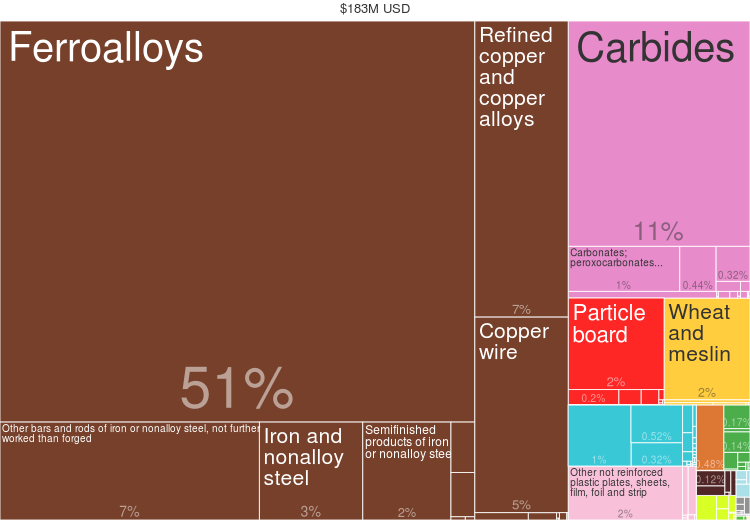 $183M USD
Ferroalloys
51%
Refined
copper
and
copper
alloys
7%
Copper
wire
5%
Other bars and rods of iron or nonalloy steel, not further
worked than forged
7%
Iron and
nonalloy
steel
3%
Semifinished
products of iron
or nonalloy stee
2%
Carbides
11%
Carbonates;
peroxocarbonates...
1%
0.44%
0.32%
Particle
board
2%
0.2%
Wheat
and
meslin
2%
1%
0.52%
0.32%
0.48%
0.17%
0.14%
0.12%
Other not reinforced
plastic plates, sheets,
film, foil and strip
2%